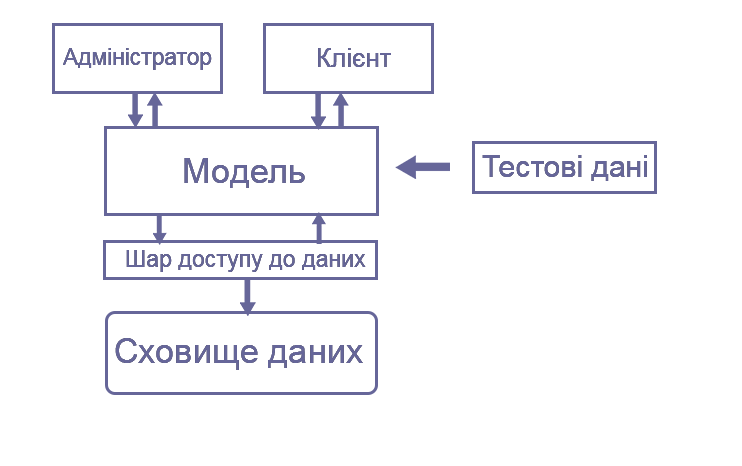 Адміністратор
Клієнт
Модель
Тестові дані
Шар доступу до даних
Сховище даних